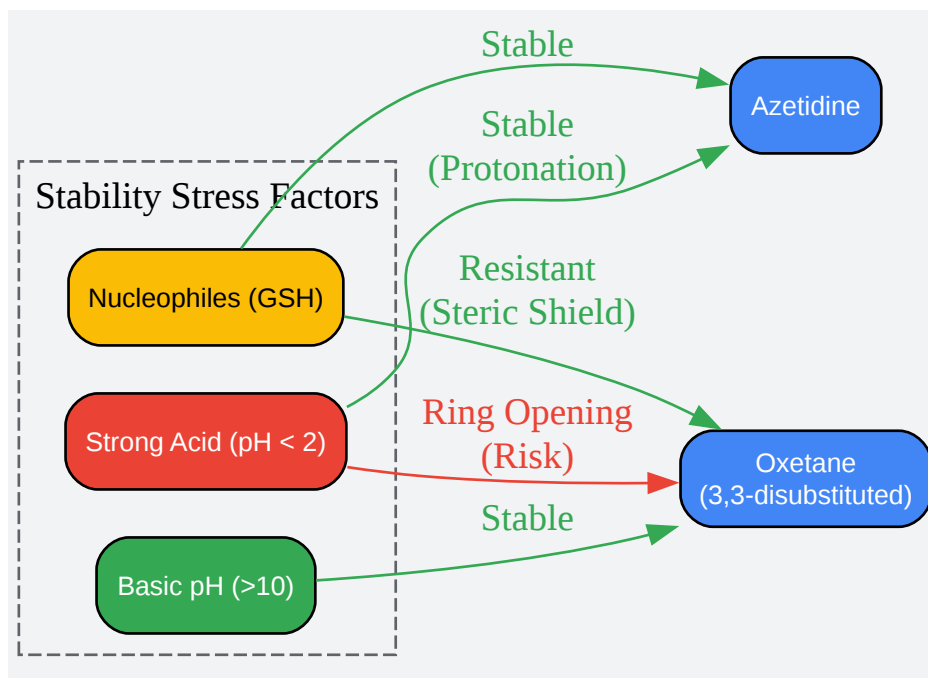 Stable
Azetidine
Stable
(Protonation)
Stability Stress Factors
Nucleophiles (GSH)
Resistant
(Steric Shield)
Strong Acid (pH < 2)
Ring Opening
(Risk)
Oxetane
(3,3-disubstituted)
Stable
Basic pH (>10)